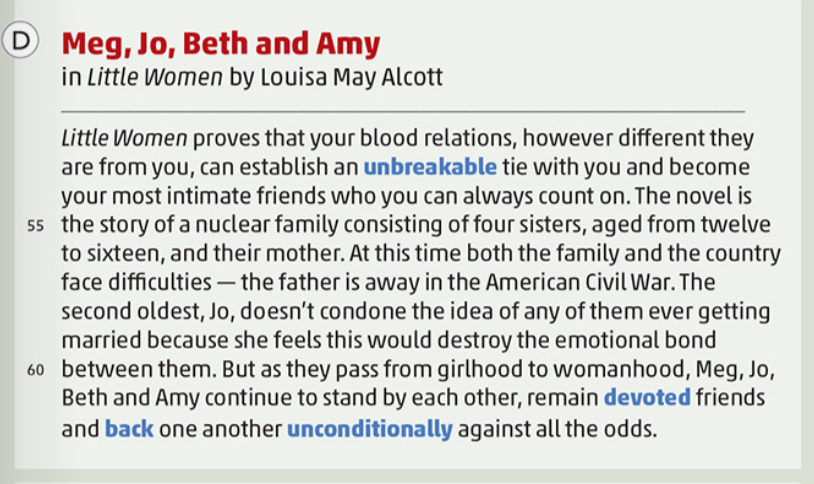 D Meg, Jo, Beth and Amy
in Little Women by Louisa May Alcott
Little Women proves that your blood relations, however different they
are from you, can establish an unbreakable tie with you and become
your most intimate friends who you can always count on. The novel is
55 the story of a nuclear family consisting of four sisters, aged from twelve
to sixteen, and their mother. At this time both the family and the country
face difficulties — the father is away in the American Civil War. The
second oldest, Jo, doesn't condone the idea of any of them ever getting
married because she feels this would destroy the emotional bond
60 between them. But as they pass from girlhood to womanhood, Meg, Jo,
Beth and Amy continue to stand by each other, remain devoted friends
and back one another unconditionally against all the odds.